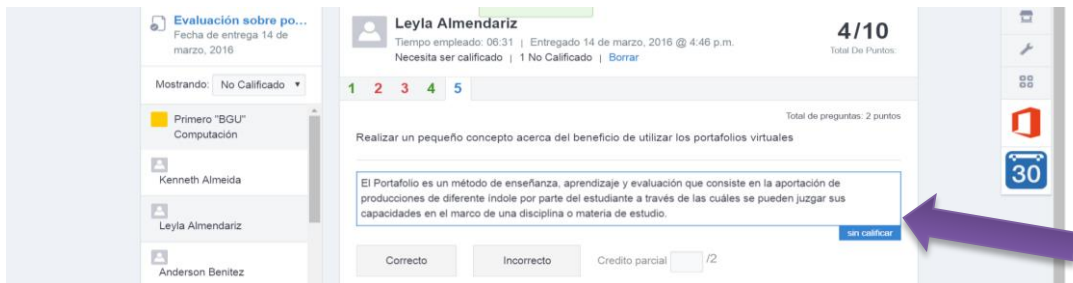 Evaluación sobre po...
Fecha de entrega 14 de
marzo, 2016
Mostrando: No Calificado
Primero "BGU"
Computación
Kenneth Almeida
Leyla Almendariz
Anderson Benitez
Leyla Almendariz
Tiempo empleado: 06:31 | Entregado 14 de marzo, 2016 @ 4:46 p.m.
Necesita ser calificado | 1 No Calificado | Borrar
4/10
Total De Puntos:
1 2 3 4 5
Total de preguntas: 2 puntos
Realizar un pequeño concepto acerca del beneficio de utilizar los portafolios virtuales
El Portafolio es un método de enseñanza, aprendizaje y evaluación que consiste en la aportación de
producciones de diferente índole por parte del estudiante a través de las cuáles se pueden juzgar sus
capacidades en el marco de una disciplina o materia de estudio.
sin calificar
Correcto Incorrecto Credito parcial /2
30